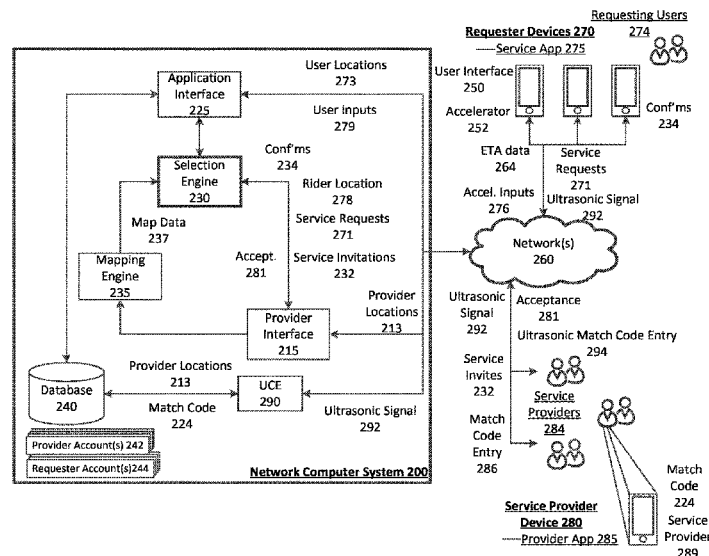 Application
Interface
225
Selection
Engine
230
Map Data
237
Mapping
Engine
235
Provider
Interface
215
Database
240
UCE
290
Provider Locations
213
Match Code
224
Provider Account(s) 242
Requester Account(s)244
Network Computer System 200
User Locations
273
User inputs
279
Conf'ms
234
Rider Location
278
Service Requests
271
Accept.
281
Service Invitations
232
Provider
Locations
213
Ultrasonic Signal
292
Requester Devices 270
Service App 275
Requesting Users
274
User Interface
250
Accelerator
252
Conf'ms
234
ETA data
264
Service
Requests
271
Accel. Inputs
276
Ultrasonic Signal
292
Network(s)
260
Ultrasonic
Signal
292
Acceptance
281
Ultrasonic Match Code Entry
294
Service
Invites
232
Service
Providers
284
Match
Code
Entry
286
Service Provider
Device 280
Provider App 285
Match
Code
224
Service
Provider
289